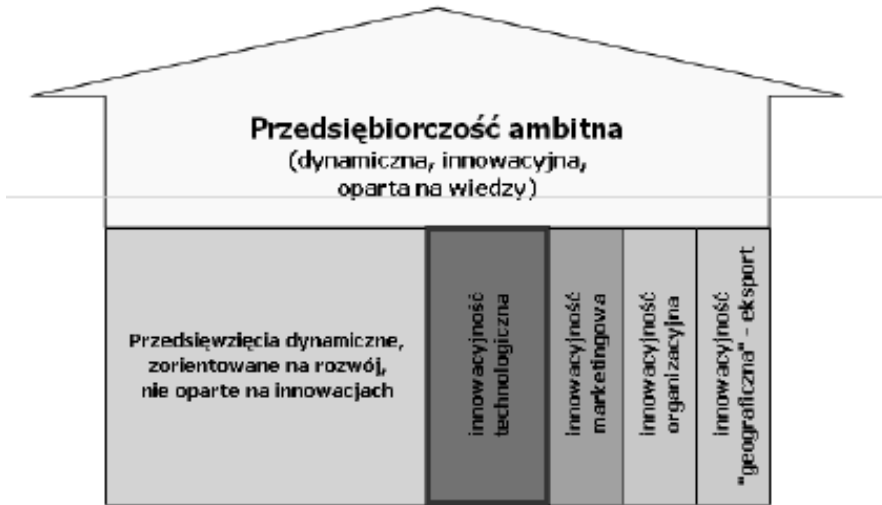 Przedsiębiorczość ambitna
(dynamiczna, innowacyjna,
oparta na wiedzy)
Przedsięwzięcia dynamiczne,
zorientowane na rozwój,
nie oparte na innowacjach
innowacyjność
technologiczna
innowacyjność
marketingowa
innowacyjność
organizacyjna
innowacyjność
"geograficzna" - eksport